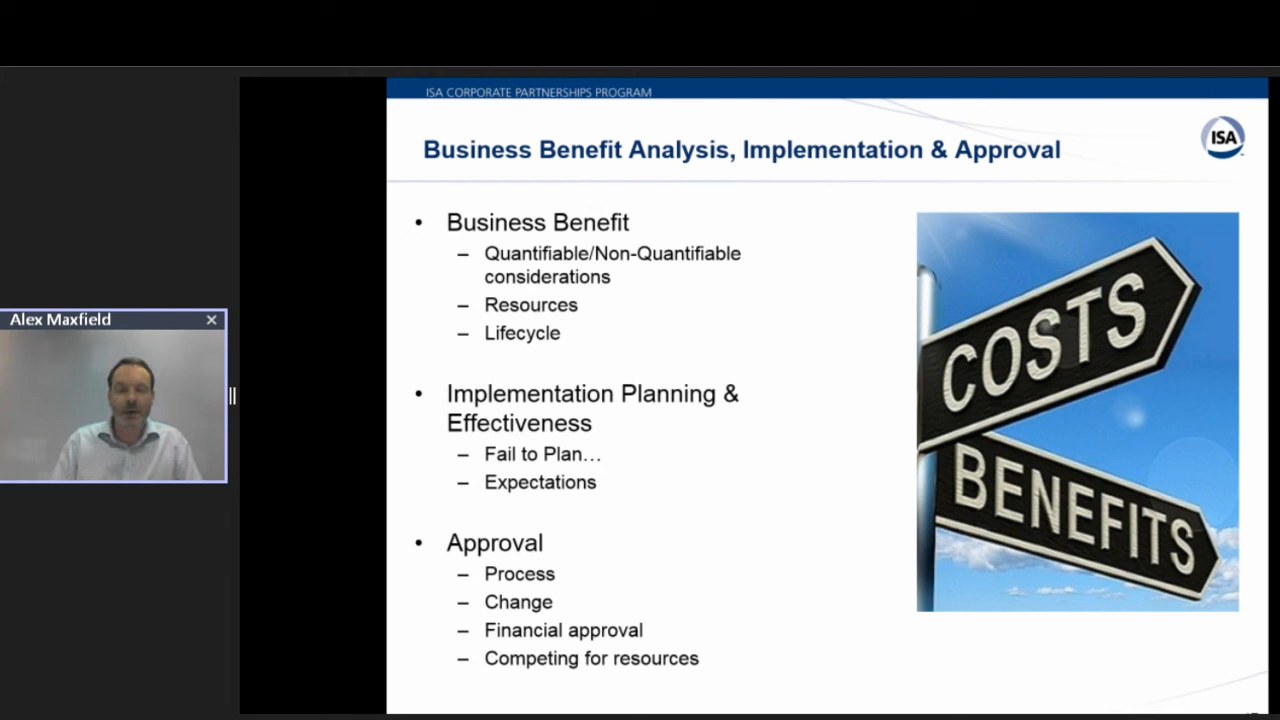 ISA CORPORATE PARTNERSHIPS PROGRAM
ISA
Business Benefit Analysis, Implementation & Approval
Alex Maxfield
• Business Benefit
– Quantifiable/Non-Quantifiable
considerations
– Resources
– Lifecycle
• Implementation Planning &
Effectiveness
– Fail to Plan…
– Expectations
• Approval
– Process
– Change
– Financial approval
– Competing for resources
COSTS
BENEFITS